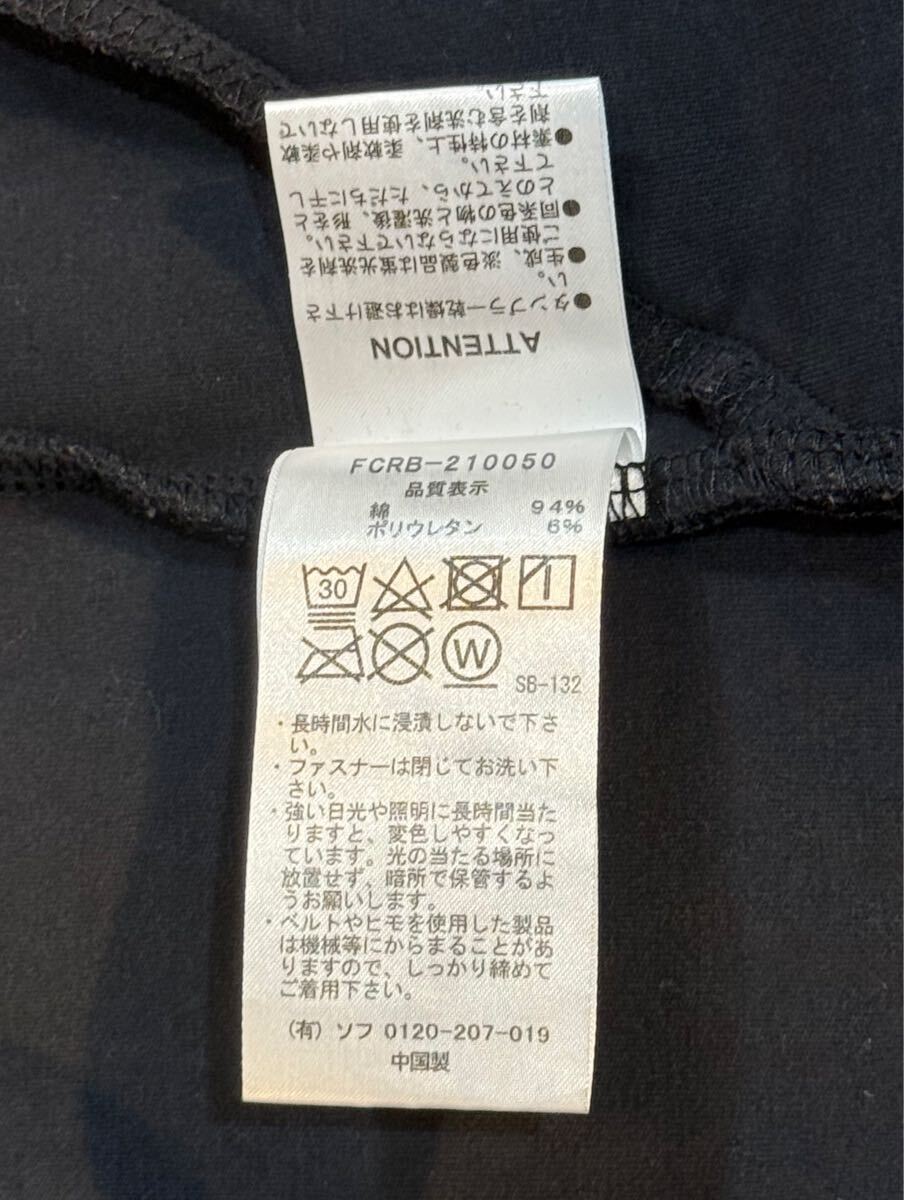 ATTENTION
●タンブラー乾燥はお避け下さ
い。
●生成、淡色製品は蛍光洗剤を
ご使用にならないで下さい。
●同系色の物と洗濯後、形をと
とのえてから、ただちに干し
て下さい。
●素材の特性上、柔軟剤や柔軟
剤を含む洗剤を使用しないで
下さい。
FCRB-210050
品質表示
綿 94%
ポリウレタン 6%
30
W
SB-132
・長時間水に浸漬しないで下さ
い。
・ファスナーは閉じてお洗い下
さい。
・強い日光や照明に長時間当た
りますと、変色しやすくなっ
ています。光の当たる場所に
放置せず、暗所で保管するよ
うお願いします。
・ベルトやヒモを使用した製品
は機械等にからまることがあ
りますので、しっかり締めて
ご着用下さい。
(有) ソフ 0120-207-019
中国製